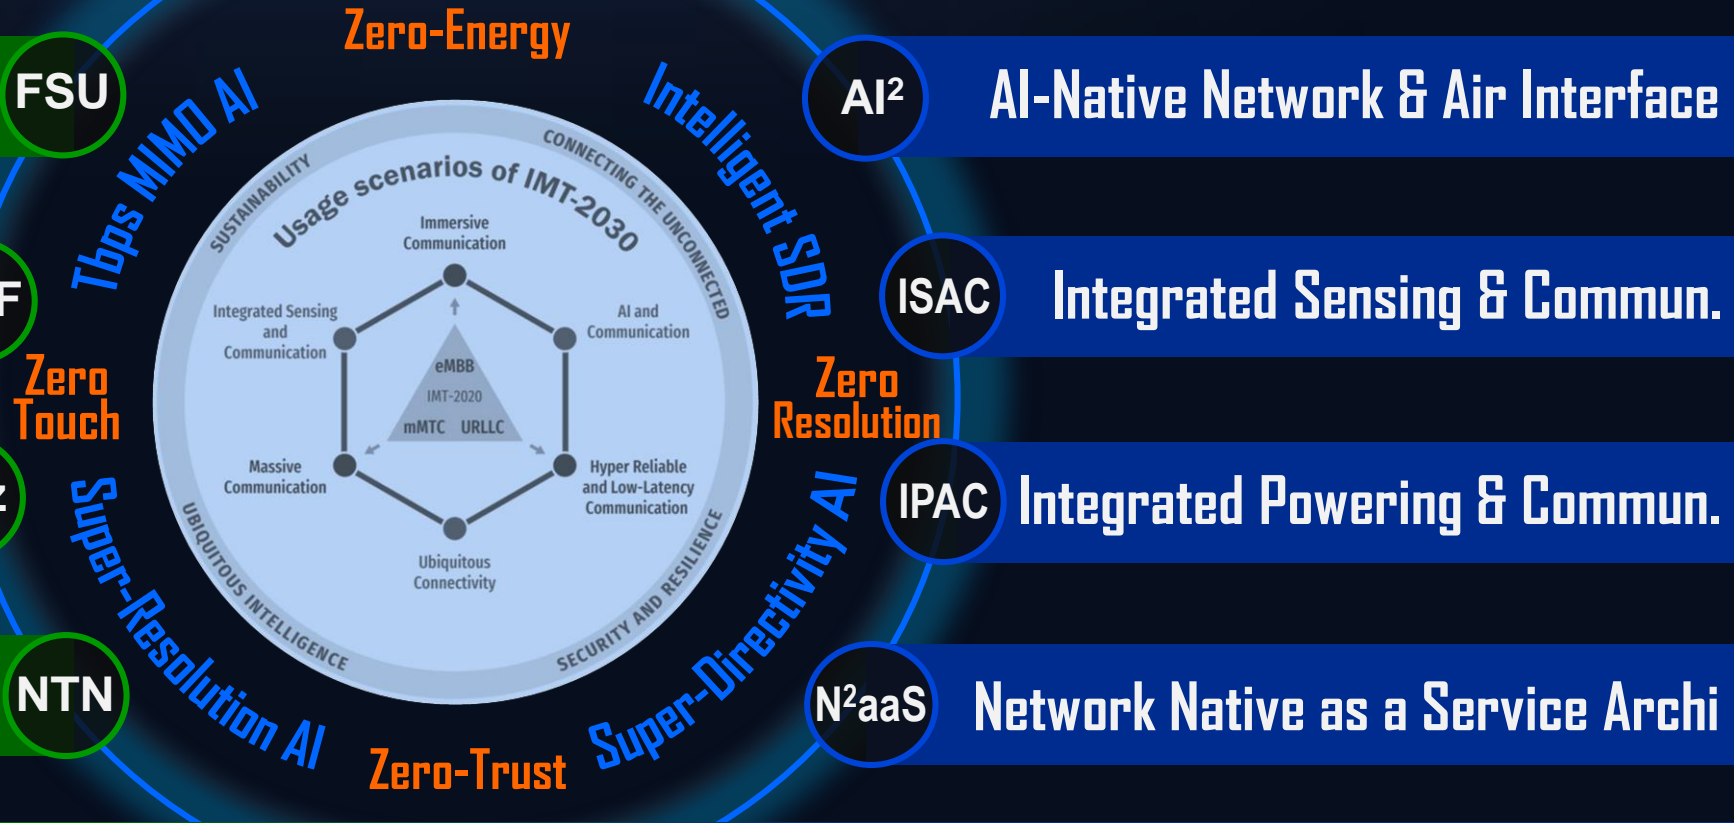 Zero-Energy
FSU
Tbps MIMO AI
Intelligent SDR
AI²
AI-Native Network & Air Interface
SUSTAINABILITY
CONNECTING THE UNCONNECTED
Usage scenarios of IMT-2030
Immersive
Communication
Integrated Sensing
and
Communication
AI and
Communication
F
ISAC
Integrated Sensing & Commun.
eMBB
IMT-2020
mMTC URLLC
Zero
Touch
Zero
Resolution
Massive
Communication
Hyper Reliable
and Low-Latency
Communication
Z
IPAC
Integrated Powering & Commun.
Ubiquitous
Connectivity
UBIQUITOUS INTELLIGENCE
SECURITY AND RESILIENCE
Super-Resolution AI
Super-Directivity AI
NTN
N²aaS
Network Native as a Service Archi
Zero-Trust